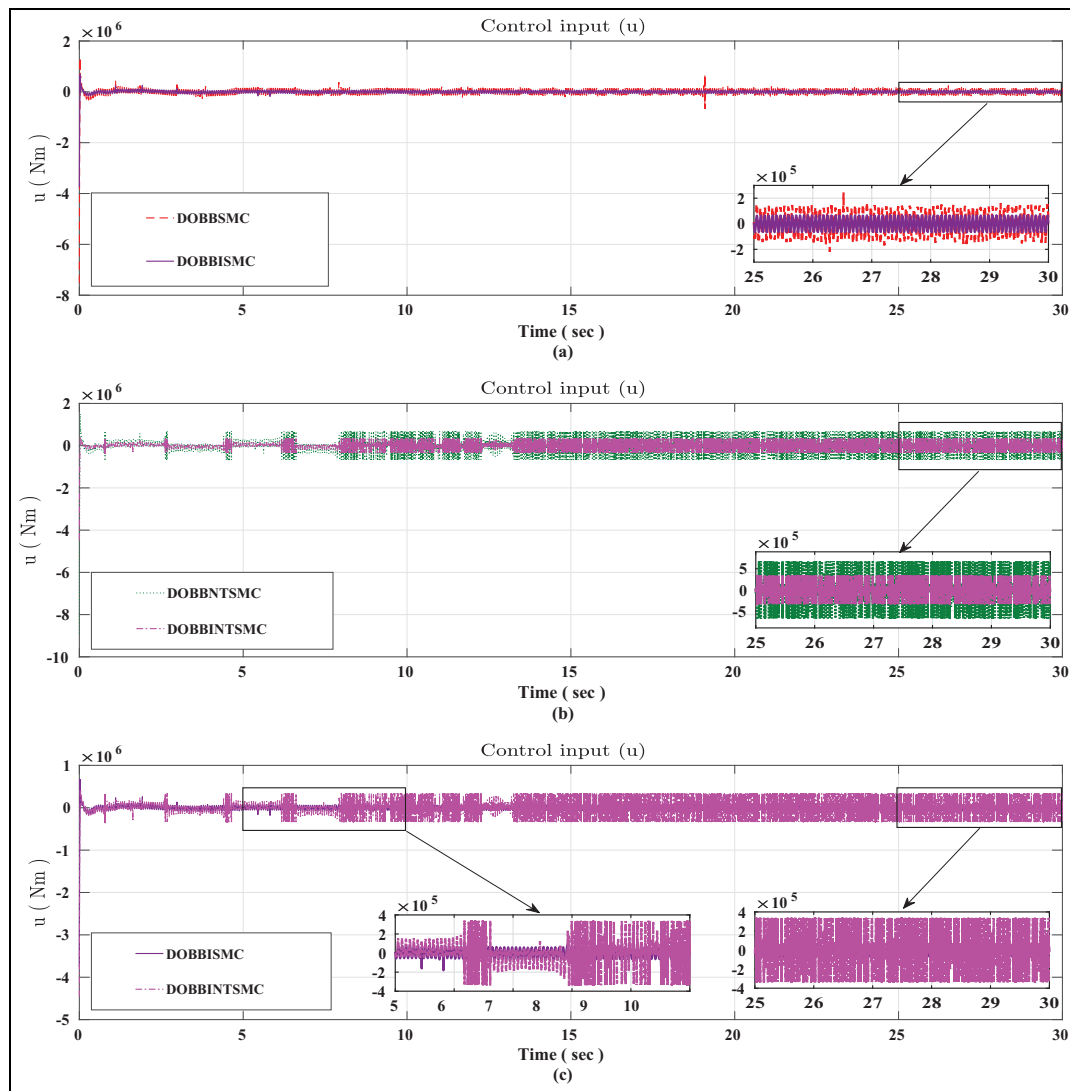 Control input (u)
×10 6
2
0
-2
-4
-6
-8
u ( Nm )
DOBBSMC
DOBBISMC
×10 5
2
0
-2
25 26 27 28 29 30
0 5 10 15 20 25 30
Time ( sec )
(a)
Control input (u)
×10 6
2
0
-2
-4
-6
-8
-10
u ( Nm )
DOBBNTSMC
DOBBINTSMC
×10 5
5
0
-5
25 26 27 28 29 30
0 5 10 15 20 25 30
Time ( sec )
(b)
Control input (u)
×10 6
1
0
-1
-2
-3
-4
-5
u ( Nm )
DOBBISMC
DOBBINTSMC
×10 5
4
2
0
-2
-4
5 6 7 8 9 10
×10 5
4
2
0
-2
-4
25 26 27 28 29 30
0 5 10 15 20 25 30
Time ( sec )
(c)